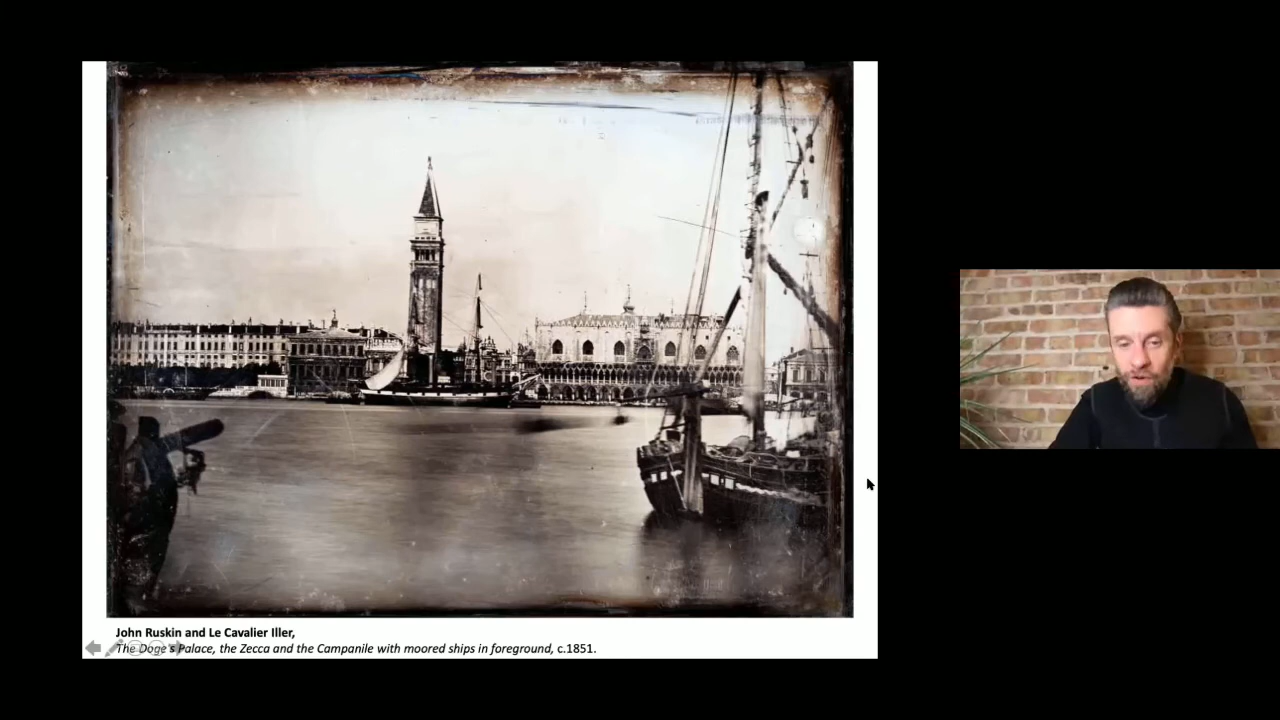 John Ruskin and Le Cavalier Iller,
The Doge's Palace, the Zecca and the Campanile with moored ships in foreground, c.1851.